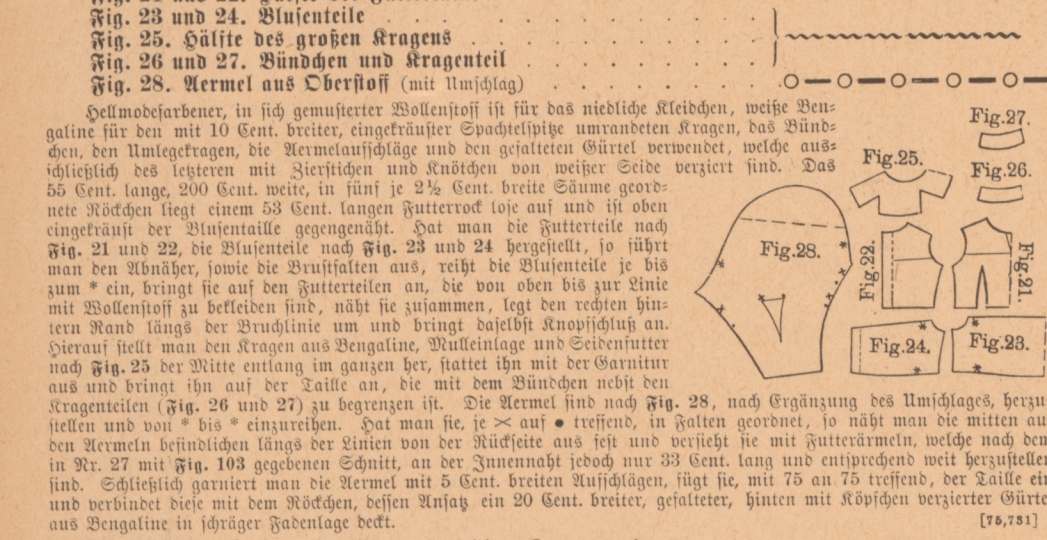 Fig. 23 und 24. Blusenteile
Fig. 25. Hälfte des großen Kragens
Fig. 26 und 27. Bündchen und Kragenteil
Fig. 28. Aermel aus Oberstoff (mit Umschlag)
Hellmodefarbener, in sich gemusterter Wollenstoff ist für das niedliche Kleidchen, weiße Ben-
galine für den mit 10 Cent. breiter, eingekräuster Spachtelspitze umrandeten Kragen, das Bünd-
chen, den Umlegekragen, die Aermelaufschläge und den gefalteten Gürtel verwendet, welche aus-
schließlich des letzteren mit Zierstichen und Knötchen von weißer Seide verziert sind. Das
55 Cent. lange, 200 Cent. weite, in fünf je 2½ Cent. breite Säume geord-
nete Röckchen liegt einem 53 Cent. langen Futterrock lose auf und ist oben
eingekräust der Blusentaille gegengenäht. Hat man die Futterteile nach
Fig. 21 und 22, die Blusenteile nach Fig. 23 und 24 hergestellt, so führt
man den Abnäher, sowie die Brustfalten aus, reiht die Blusenteile je bis
zum * ein, bringt sie auf den Futterteilen an, die von oben bis zur Linie
mit Wollenstoff zu bekleiden sind, näht sie zusammen, legt den rechten hin-
tern Rand längs der Bruchlinie um und bringt daselbst Knopfschluß an.
Hierauf stellt man den Kragen aus Bengaline, Mulleinlage und Seidenfutter
nach Fig. 25 der Mitte entlang im ganzen her, stattet ihn mit der Garnitur
aus und bringt ihn auf der Taille an, die mit dem Bündchen nebst den
Kragenteilen (Fig. 26 und 27) zu begrenzen ist. Die Aermel sind nach Fig. 28, nach Ergänzung des Umschlages, herzu
stellen und von * bis * einzureihen. Hat man sie, je × auf ● treffend, in Falten geordnet, so näht man die mitten au
den Aermeln befindlichen längs der Linien von der Rückseite aus fest und versieht sie mit Futterärmeln, welche nach dem
in Nr. 27 mit Fig. 103 gegebenen Schnitt, an der Innennaht jedoch nur 33 Cent. lang und entsprechend weit herzustellen
sind. Schließlich garniert man die Aermel mit 5 Cent. breiten Aufschlägen, fügt sie, mit 75 an 75 treffend, der Taille ein
und verbindet diese mit dem Röckchen, dessen Ansatz ein 20 Cent. breiter, gefalteter, hinten mit Köpfchen verzierter Gürte
aus Bengaline in schräger Fadenlage deckt.
[75,731]
Fig.27.
Fig.25.
Fig.26.
Fig.28.
Fig.22.
Fig.21.
Fig.24.
Fig.23.